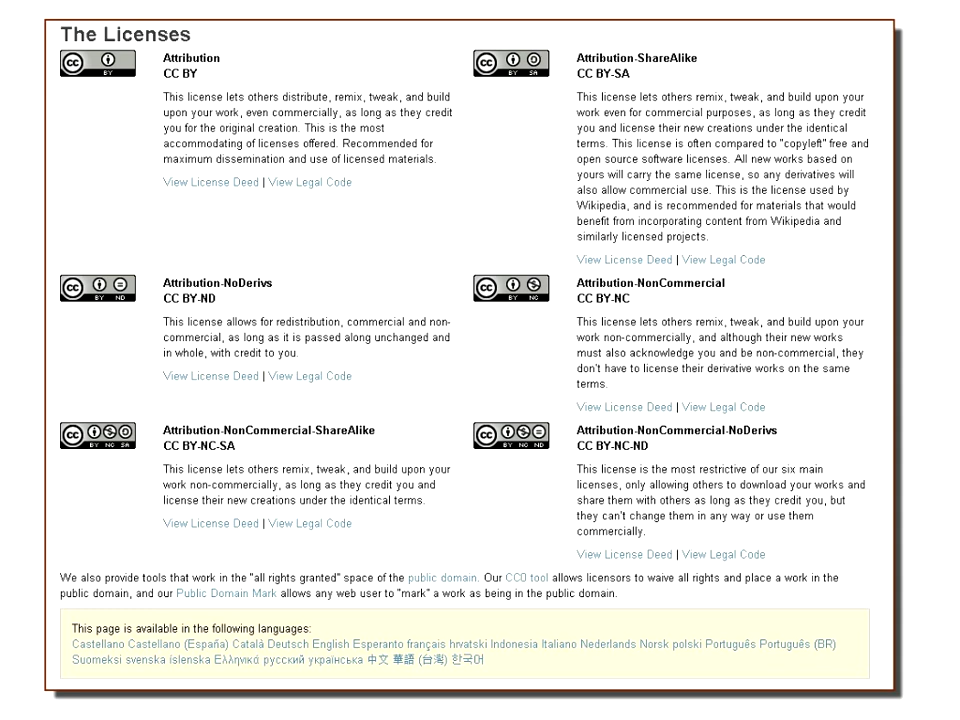 The Licenses
BY
Attribution
CC BY
This license lets others distribute, remix, tweak, and build
upon your work, even commercially, as long as they credit
you for the original creation. This is the most
accommodating of licenses offered. Recommended for
maximum dissemination and use of licensed materials.
View License Deed | View Legal Code
BY SA
Attribution-ShareAlike
CC BY-SA
This license lets others remix, tweak, and build upon your
work even for commercial purposes, as long as they credit
you and license their new creations under the identical
terms. This license is often compared to "copyleft" free and
open source software licenses. All new works based on
yours will carry the same license, so any derivatives will
also allow commercial use. This is the license used by
Wikipedia, and is recommended for materials that would
benefit from incorporating content from Wikipedia and
similarly licensed projects.
View License Deed | View Legal Code
BY ND
Attribution-NoDerivs
CC BY-ND
This license allows for redistribution, commercial and non-
commercial, as long as it is passed along unchanged and
in whole, with credit to you.
View License Deed | View Legal Code
BY NC
Attribution-NonCommercial
CC BY-NC
This license lets others remix, tweak, and build upon your
work non-commercially, and although their new works
must also acknowledge you and be non-commercial, they
don't have to license their derivative works on the same
terms.
View License Deed | View Legal Code
BY NC SA
Attribution-NonCommercial-ShareAlike
CC BY-NC-SA
This license lets others remix, tweak, and build upon your
work non-commercially, as long as they credit you and
license their new creations under the identical terms.
View License Deed | View Legal Code
BY NC ND
Attribution-NonCommercial-NoDerivs
CC BY-NC-ND
This license is the most restrictive of our six main
licenses, only allowing others to download your works and
share them with others as long as they credit you, but
they can't change them in any way or use them
commercially.
View License Deed | View Legal Code
We also provide tools that work in the "all rights granted" space of the public domain. Our CC0 tool allows licensors to waive all rights and place a work in the
public domain, and our Public Domain Mark allows any web user to "mark" a work as being in the public domain.
This page is available in the following languages:
Castellano Castellano (España) Català Deutsch English Esperanto français hrvatski Indonesia Italiano Nederlands Norsk polski Português Português (BR)
Suomeksi svenska íslenska Ελληνικά русский українська 中文 華語 (台灣) 한국어